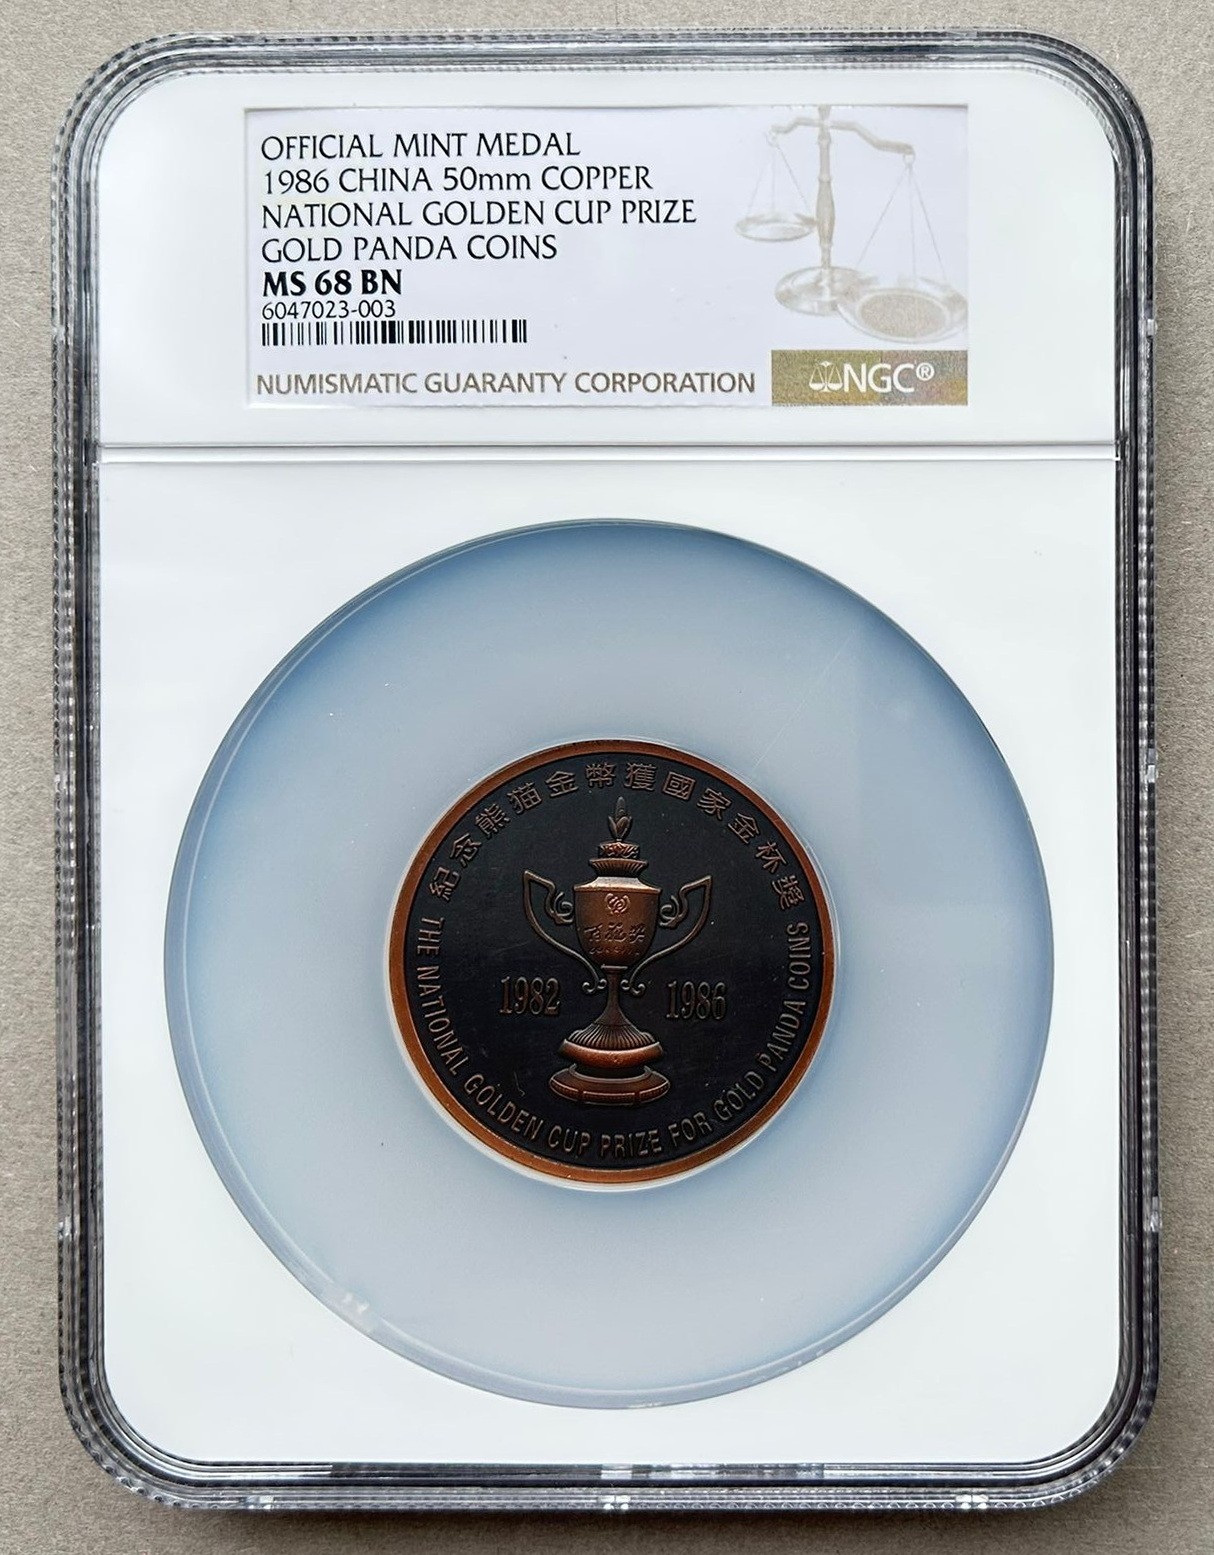 OFFICIAL MINT MEDAL
1986 CHINA 50mm COPPER
NATIONAL GOLDEN CUP PRIZE
GOLD PANDA COINS
MS 68 BN
6047023-003
NUMISMATIC GUARANTY CORPORATION
NGC®
紀念熊猫金幣獲國家金杯獎
1982 1986
THE NATIONAL GOLDEN CUP PRIZE FOR GOLD PANDA COINS